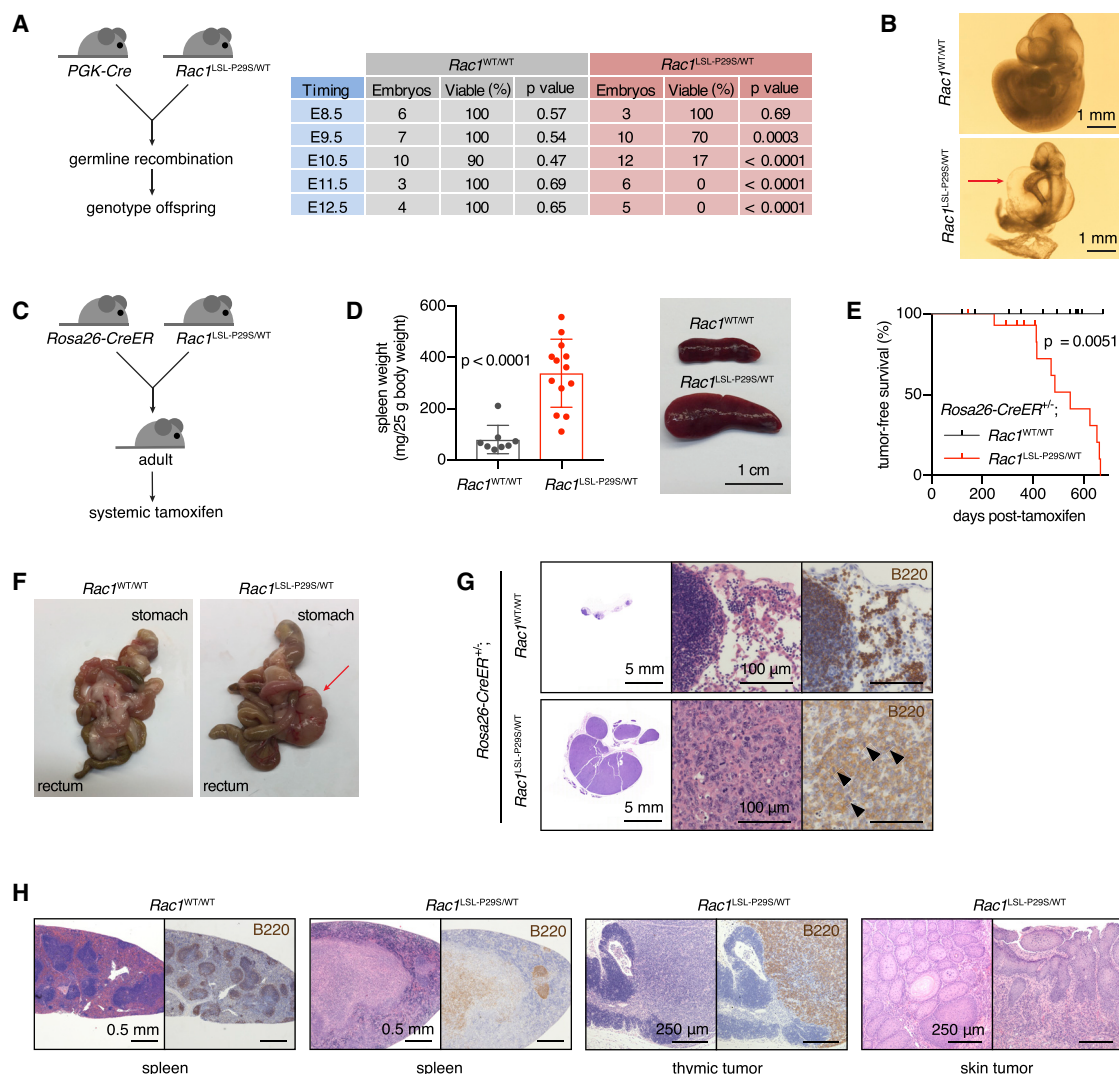 A
PGK-Cre
Rac1LSL-P29S/WT
germline recombination
genotype offspring
Rac1WT/WT
Rac1LSL-P29S/WT
Timing Embryos Viable (%) p value Embryos Viable (%) p value
E8.5 6 100 0.57 3 100 0.69
E9.5 7 100 0.54 10 70 0.0003
E10.5 10 90 0.47 12 17 < 0.0001
E11.5 3 100 0.69 6 0 < 0.0001
E12.5 4 100 0.65 5 0 < 0.0001
B
Rac1WT/WT
1 mm
Rac1LSL-P29S/WT
1 mm
C
Rosa26-CreER
Rac1LSL-P29S/WT
adult
systemic tamoxifen
D
spleen weight
(mg/25 g body weight)
600
400
200
0
p < 0.0001
Rac1WT/WT
Rac1LSL-P29S/WT
Rac1WT/WT
Rac1LSL-P29S/WT
1 cm
E
tumor-free survival (%)
100
50
0
p = 0.0051
Rosa26-CreER+/-;
Rac1WT/WT
Rac1LSL-P29S/WT
0 200 400 600
days post-tamoxifen
F
Rac1WT/WT
Rac1LSL-P29S/WT
stomach
rectum
stomach
rectum
G
Rosa26-CreER+/-;
Rac1WT/WT
5 mm
100 µm
B220
Rac1LSL-P29S/WT
5 mm
100 µm
B220
H
Rac1WT/WT
Rac1LSL-P29S/WT
Rac1LSL-P29S/WT
Rac1LSL-P29S/WT
B220
0.5 mm
B220
0.5 mm
B220
250 µm
250 µm
spleen
spleen
thymic tumor
skin tumor